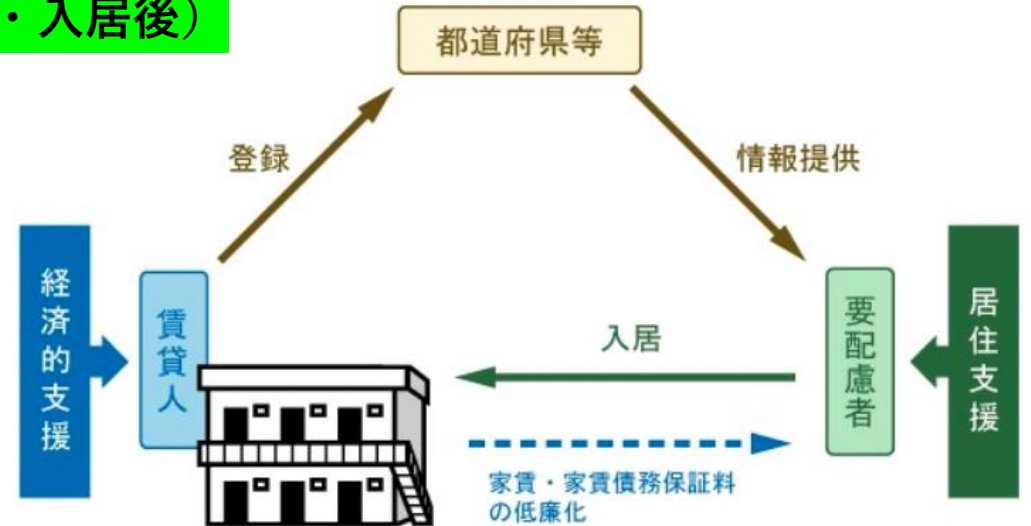 ・入居後）
都道府県等
登録
情報提供
経済的支援
賃貸人
入居
要配慮者
居住支援
家賃・家賃債務保証料
の低廉化